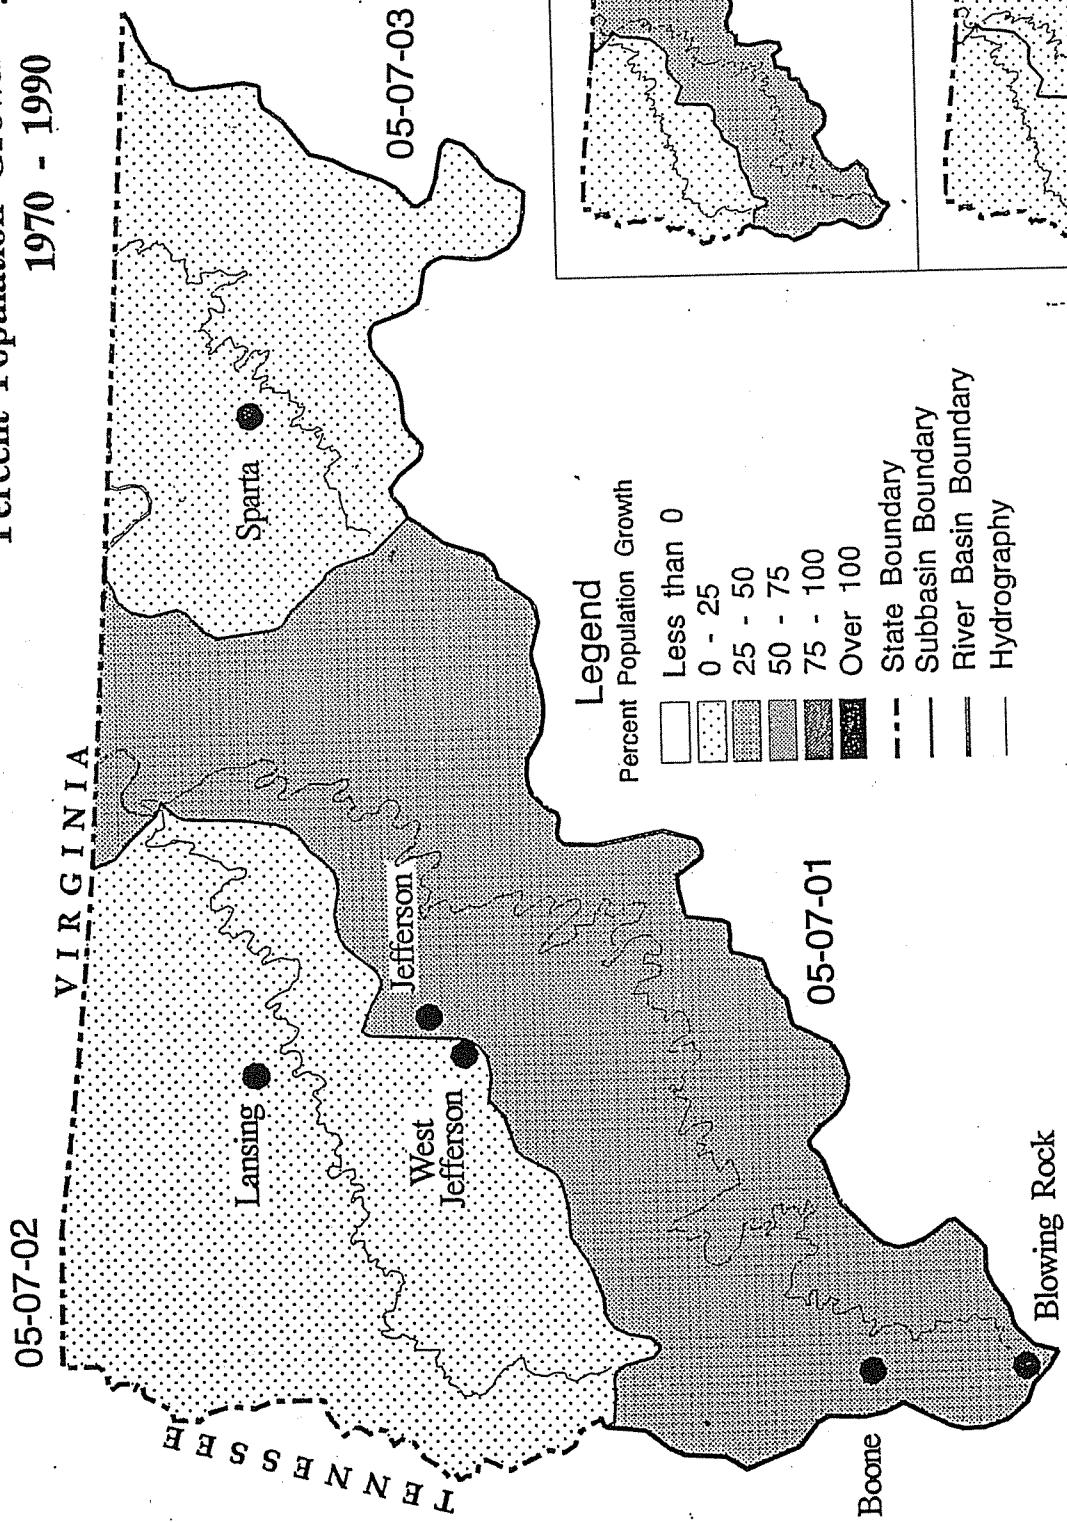 Percent Population Growth
1970 - 1990
05-07-02
VIRGINIA
05-07-03
TENNESSEE
Lansing
Sparta
West
Jefferson
Jefferson
Boone
Blowing Rock
05-07-01
Legend
Percent Population Growth
Less than 0
0 - 25
25 - 50
50 - 75
75 - 100
Over 100
State Boundary
Subbasin Boundary
River Basin Boundary
Hydrography